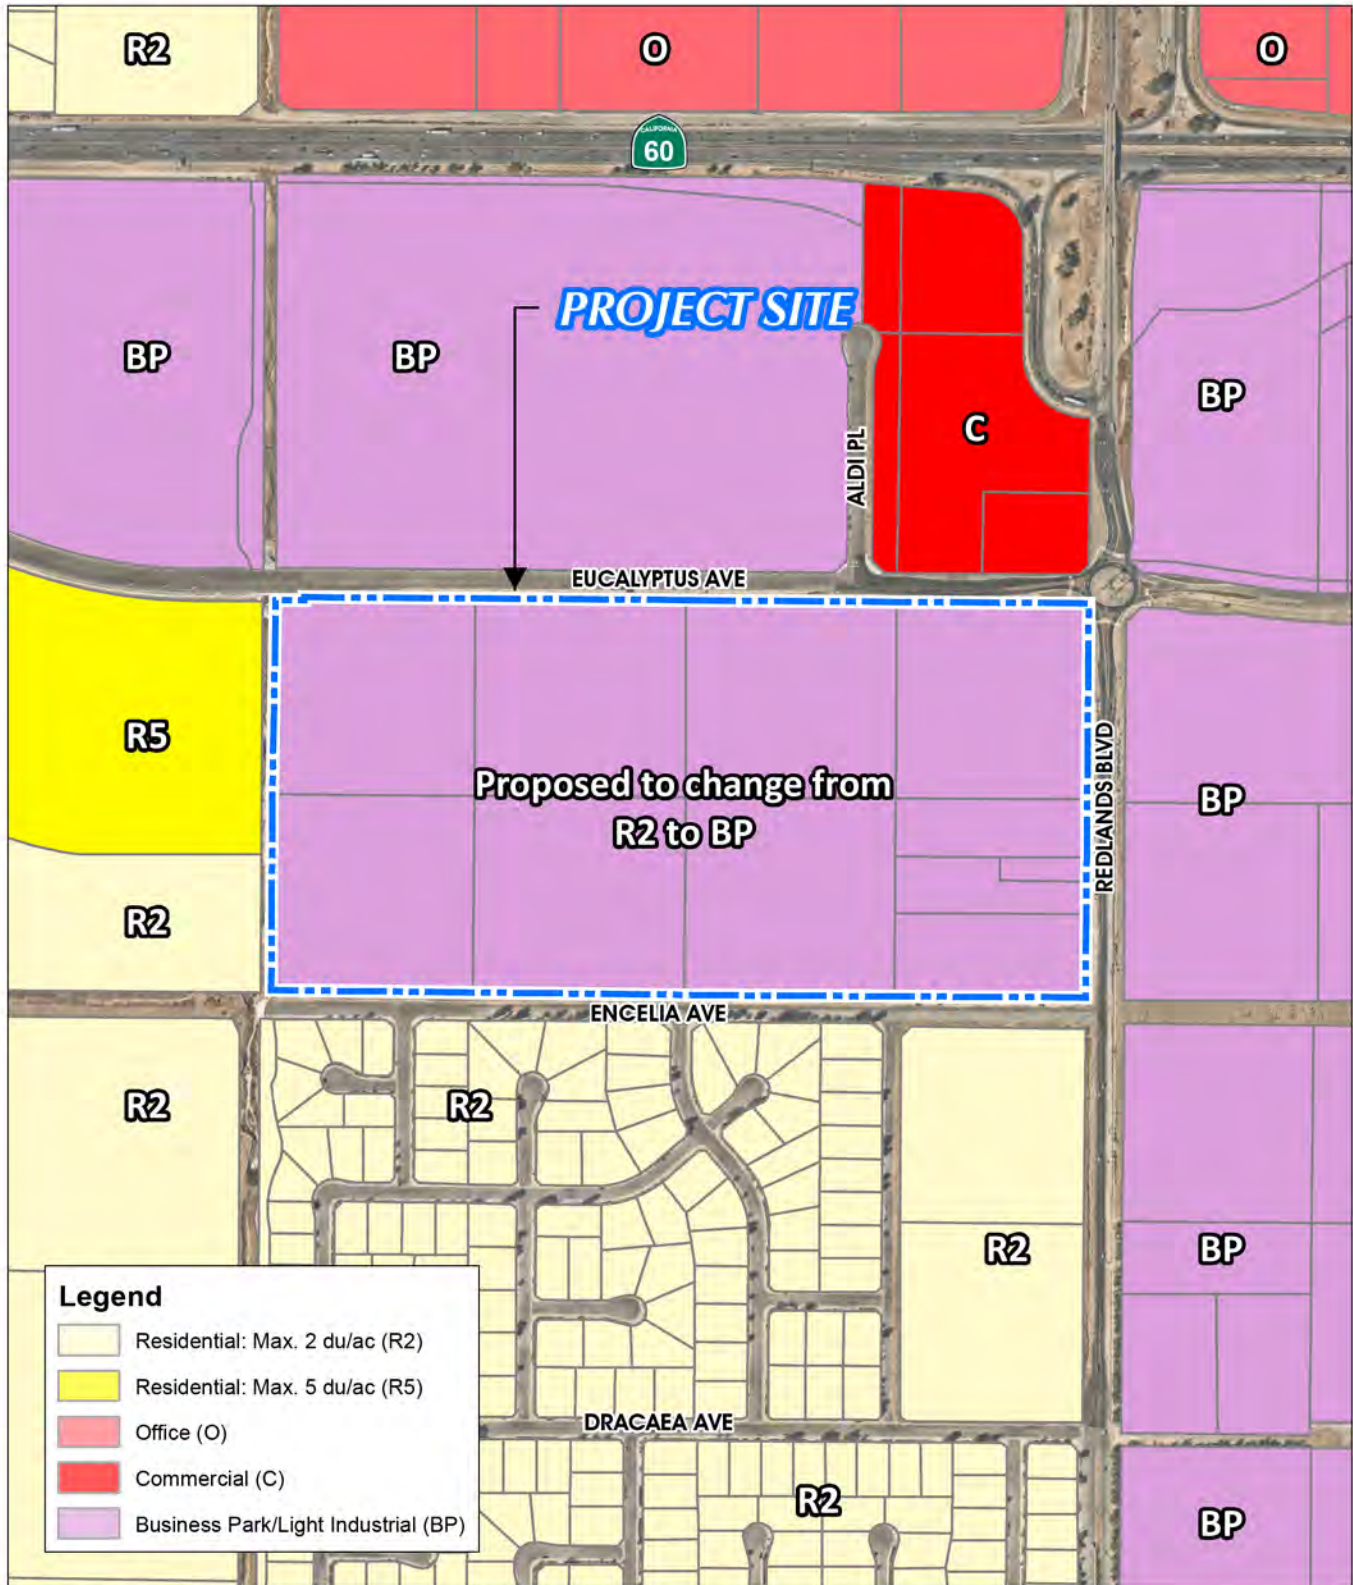 R2
O
O
CALIFORNIA
60
PROJECT SITE
BP
BP
BP
C
ALDI PL
EUCALYPTUS AVE
R5
Proposed to change from
R2 to BP
BP
REDLANDS BLVD
R2
ENCELIA AVE
R2
R2
R2
BP
Legend
Residential: Max. 2 du/ac (R2)
Residential: Max. 5 du/ac (R5)
Office (O)
Commercial (C)
Business Park/Light Industrial (BP)
DRACAEA AVE
R2
BP